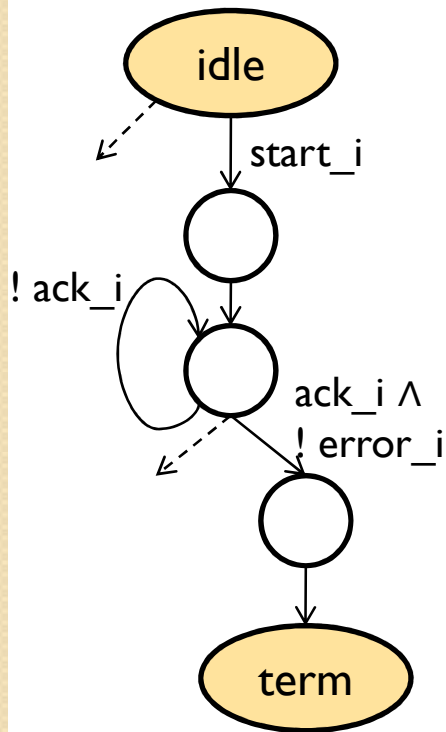 idle
start_i
! ack_i
ack_i ∧
! error_i
term